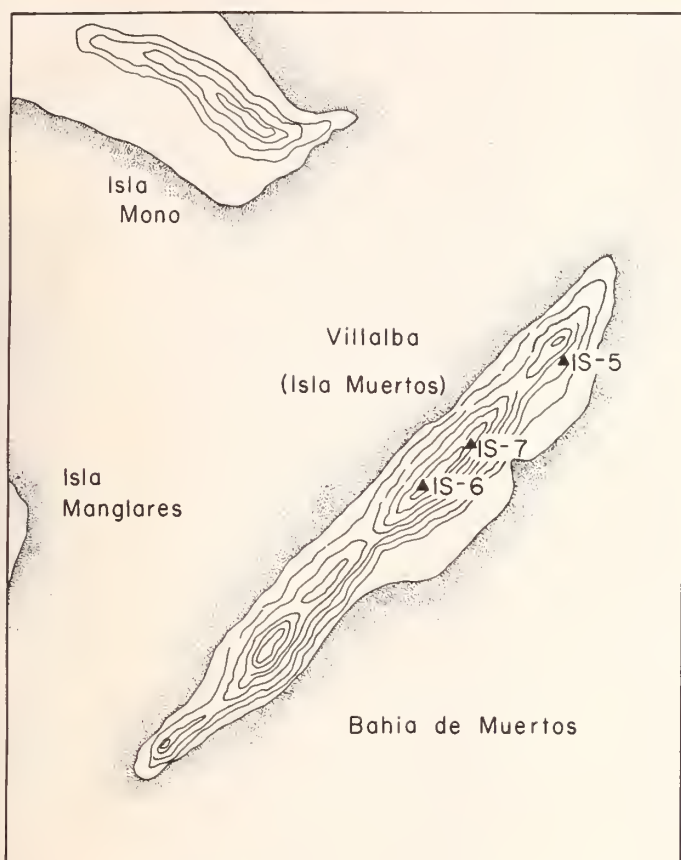 Isla
Mono
Villalba
(Isla Muertos)
▲IS-5
▲IS-7
▲IS-6
Isla
Manglares
Bahia de Muertos